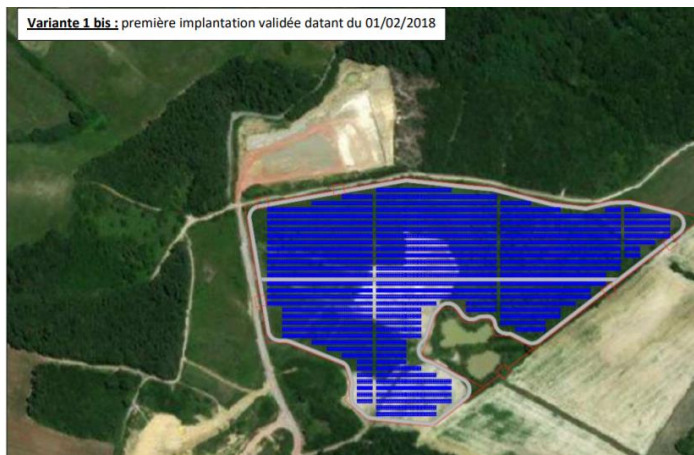 Variante 1 bis : première implantation validée datant du 01/02/2018